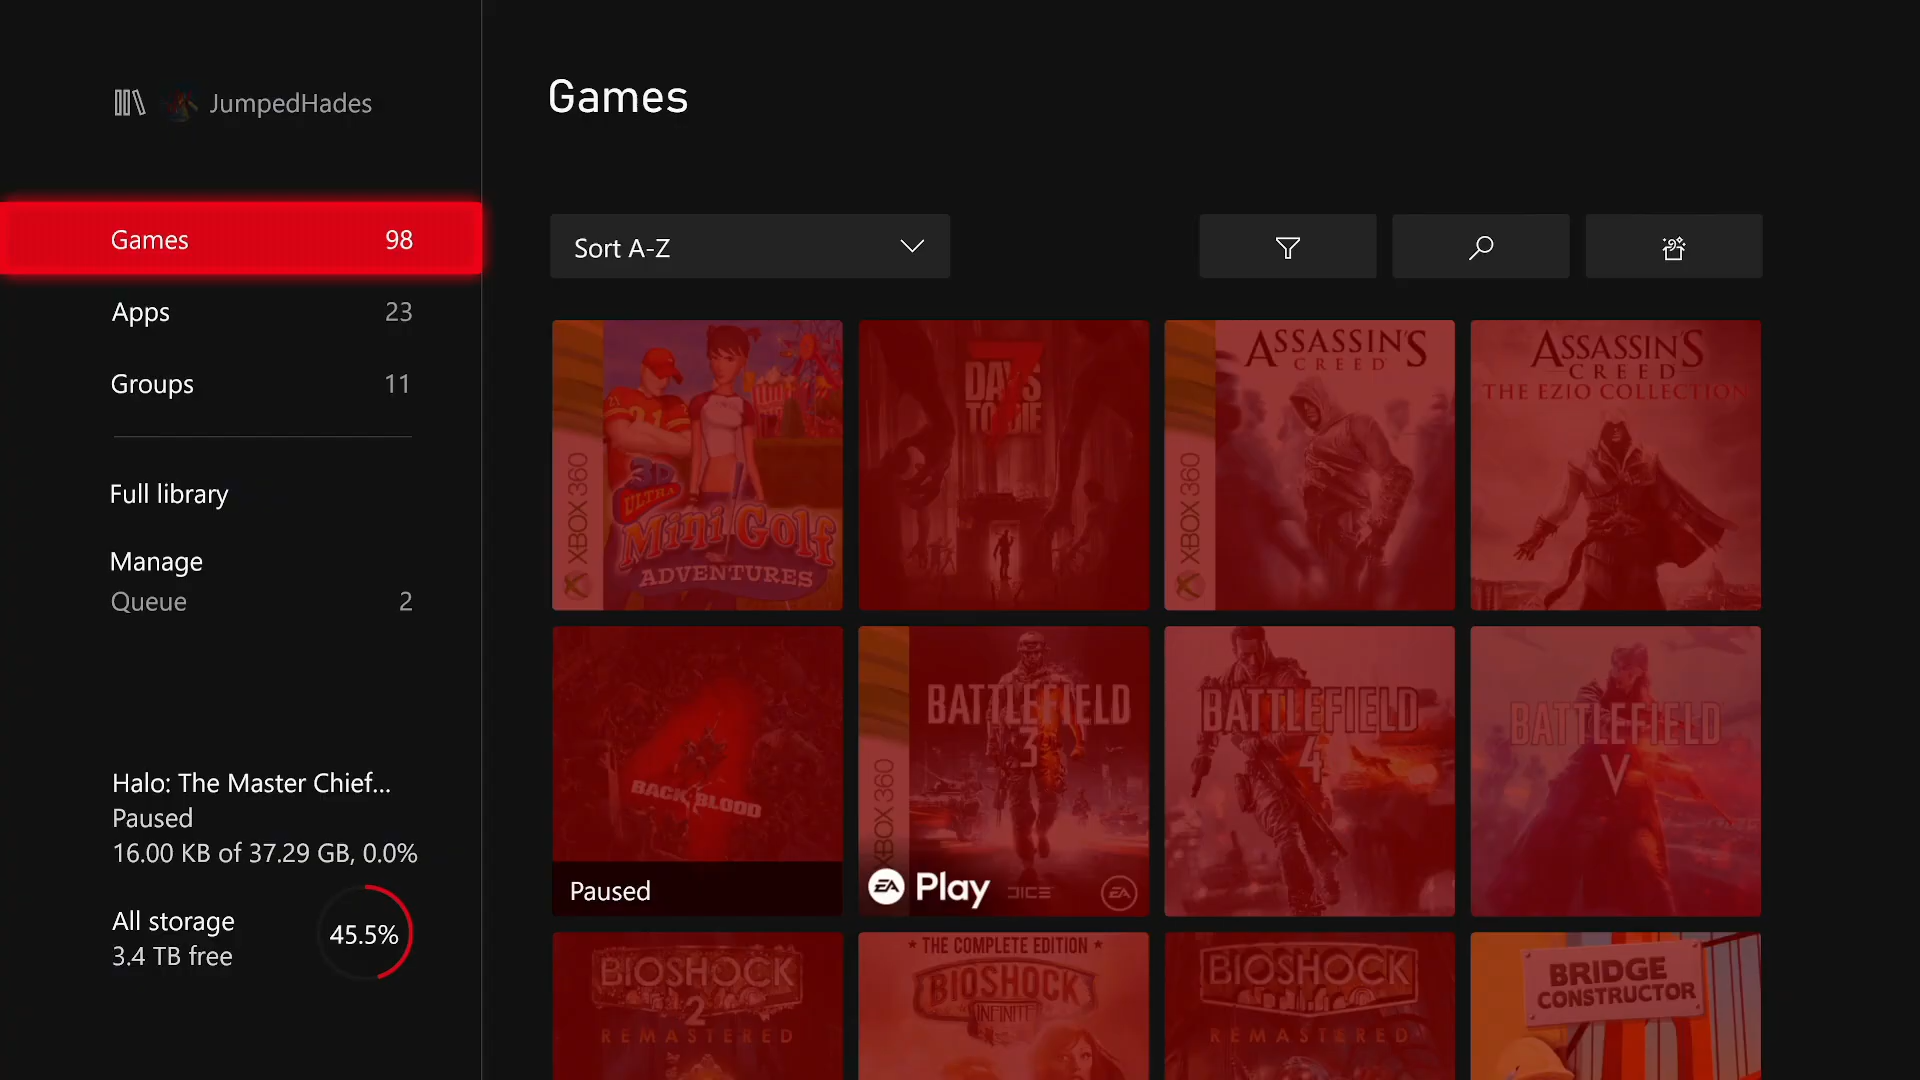 JumpedHades
Games
Games 98
Apps 23
Groups 11
Full library
Manage
Queue 2
Halo: The Master Chief...
Paused
16.00 KB of 37.29 GB, 0.0%
All storage
3.4 TB free
45.5%
Sort A-Z
XBOX 360
3D
ULTRA
Mini Golf
ADVENTURES
7
DAYS
TO DIE
XBOX 360
ASSASSIN'S
CREED
ASSASSIN'S
CREED
THE EZIO COLLECTION
4
BACK BLOOD
Paused
XBOX 360
BATTLEFIELD
3
EA Play
DICE
EA
BATTLEFIELD
4
BATTLEFIELD
V
BIOSHOCK
2
REMASTERED
THE COMPLETE EDITION
BIOSHOCK
INFINITE
BIOSHOCK
REMASTERED
BRIDGE
CONSTRUCTOR